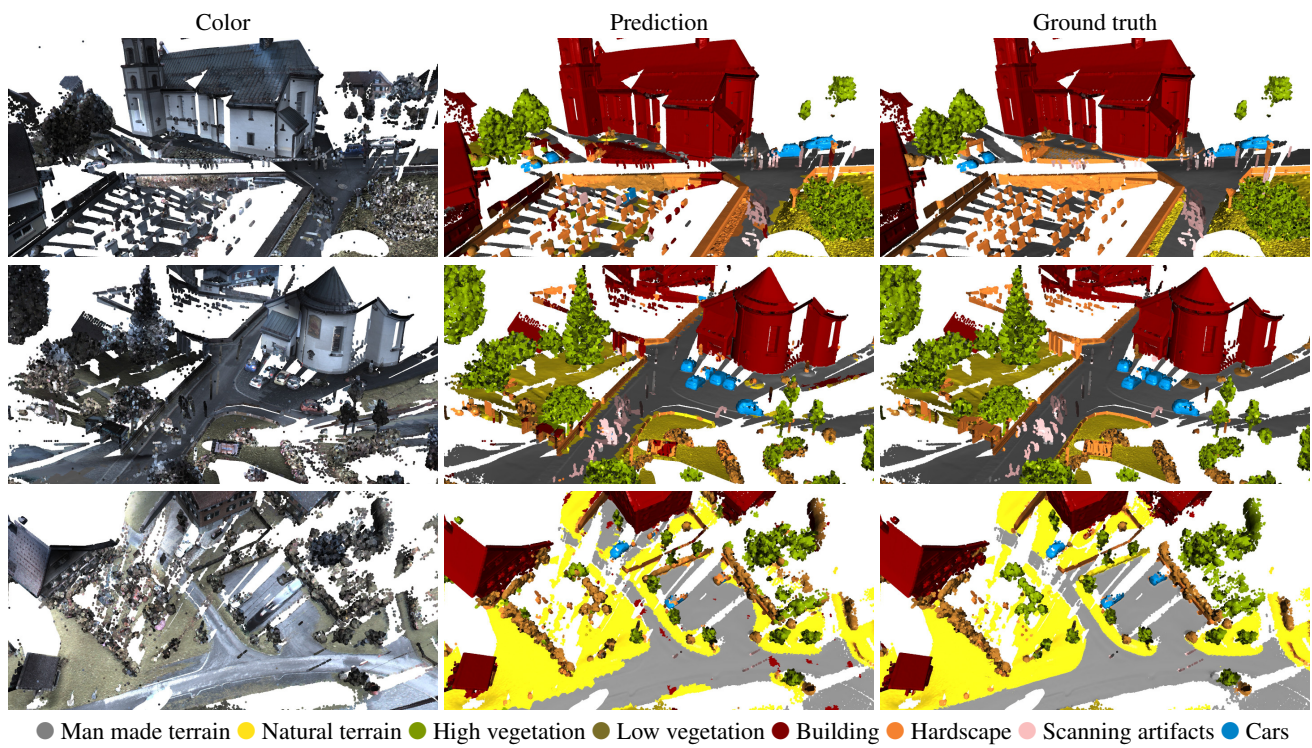 Color Prediction Ground truth
Man made terrain Natural terrain High vegetation Low vegetation Building Hardscape Scanning artifacts Cars